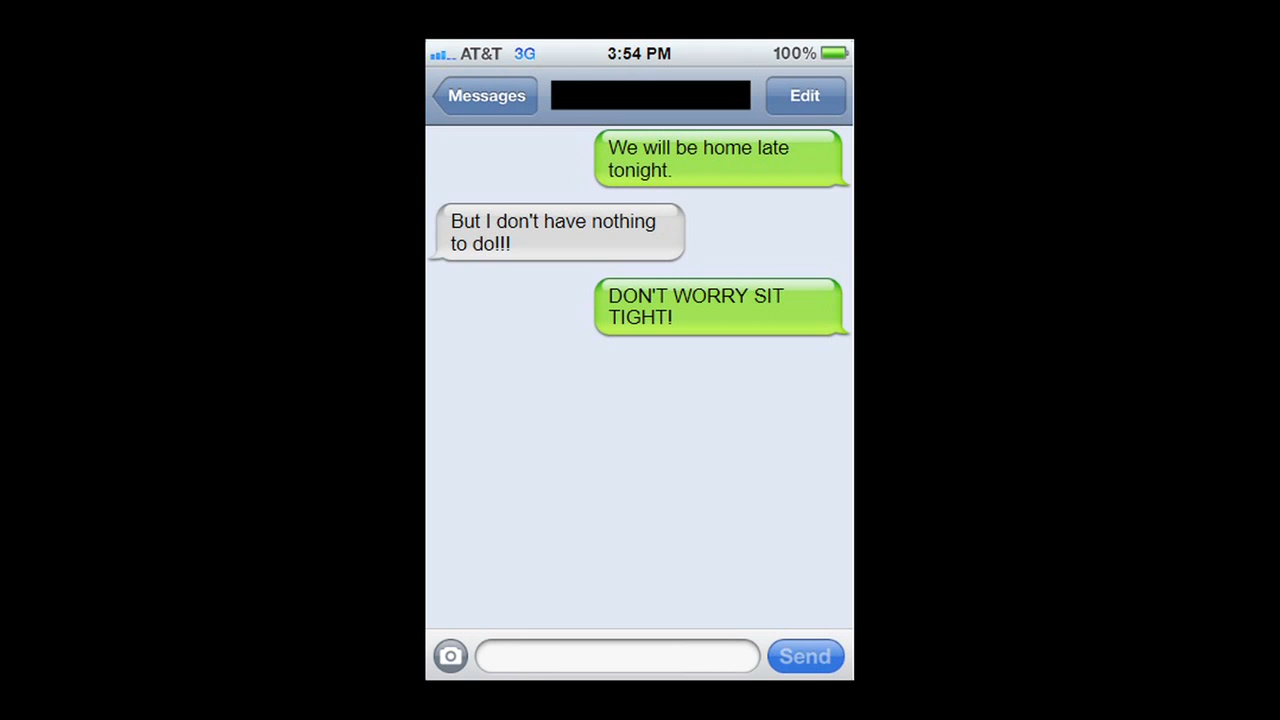 AT&T 3G 3:54 PM 100%
Messages Edit
We will be home late
tonight.
But I don't have nothing
to do!!!
DON'T WORRY SIT
TIGHT!
Send